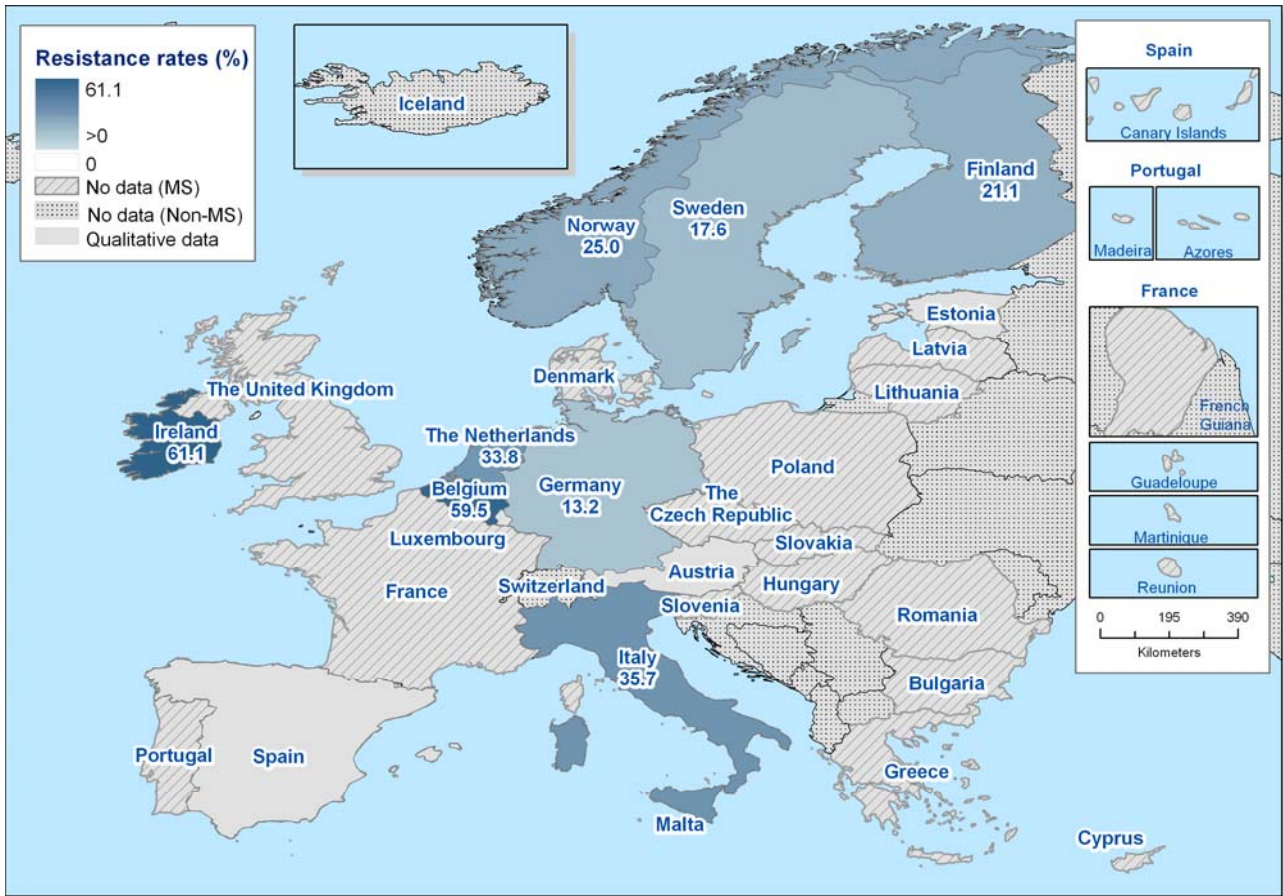 Resistance rates (%)
61.1
>0
0
No data (MS)
No data (Non-MS)
Qualitative data
Iceland
Finland
21.1
Sweden
17.6
Norway
25.0
Estonia
Latvia
Lithuania
Denmark
The United Kingdom
Ireland
61.1
The Netherlands
33.8
Belgium
59.5
Germany
13.2
Poland
The
Czech Republic
Luxembourg
Slovakia
Austria
Hungary
France
Switzerland
Slovenia
Romania
Italy
35.7
Bulgaria
Portugal
Spain
Greece
Malta
Cyprus
Spain
Canary Islands
Portugal
Madeira
Azores
France
French
Guiana
Guadeloupe
Martinique
Reunion
0 195 390
Kilometers